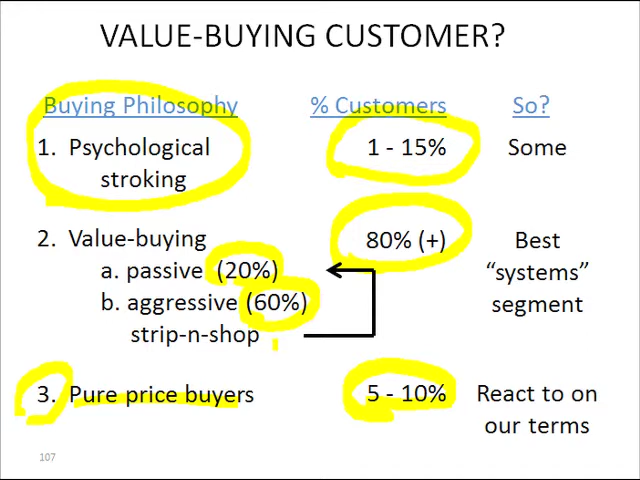 VALUE-BUYING CUSTOMER?
Buying Philosophy % Customers So?
1. Psychological 1 - 15% Some
stroking
2. Value-buying 80% (+) Best
a. passive (20%) “systems”
b. aggressive (60%) segment
strip-n-shop
3. Pure price buyers 5 - 10% React to on
our terms
107